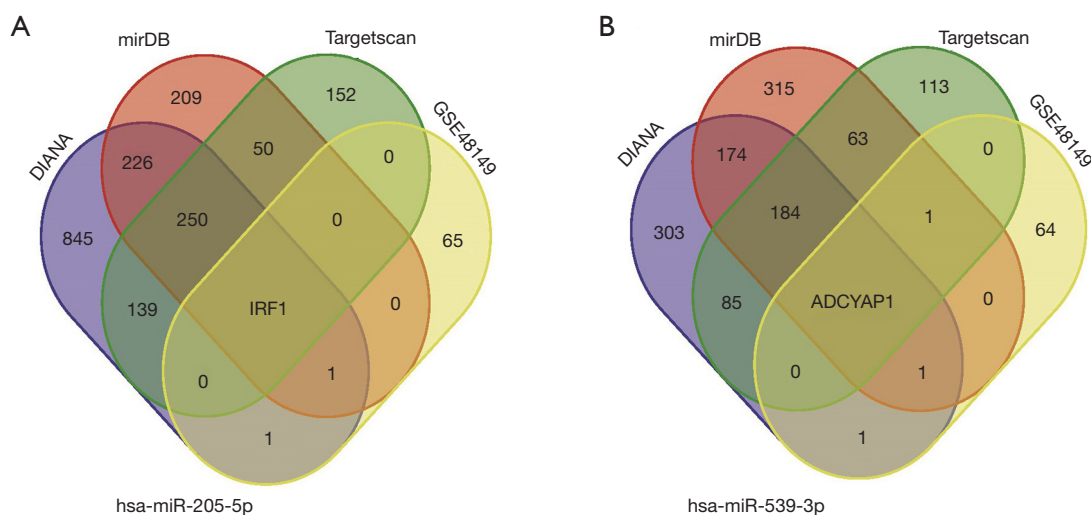 A
mirDB
Targetscan
DIANA
GSE48149
209
152
226
50
0
845
250
0
65
139
IRF1
0
0
1
1
hsa-miR-205-5p
B
mirDB
Targetscan
DIANA
GSE48149
315
113
174
63
0
303
184
1
64
85
ADCYAP1
0
0
1
1
hsa-miR-539-3p